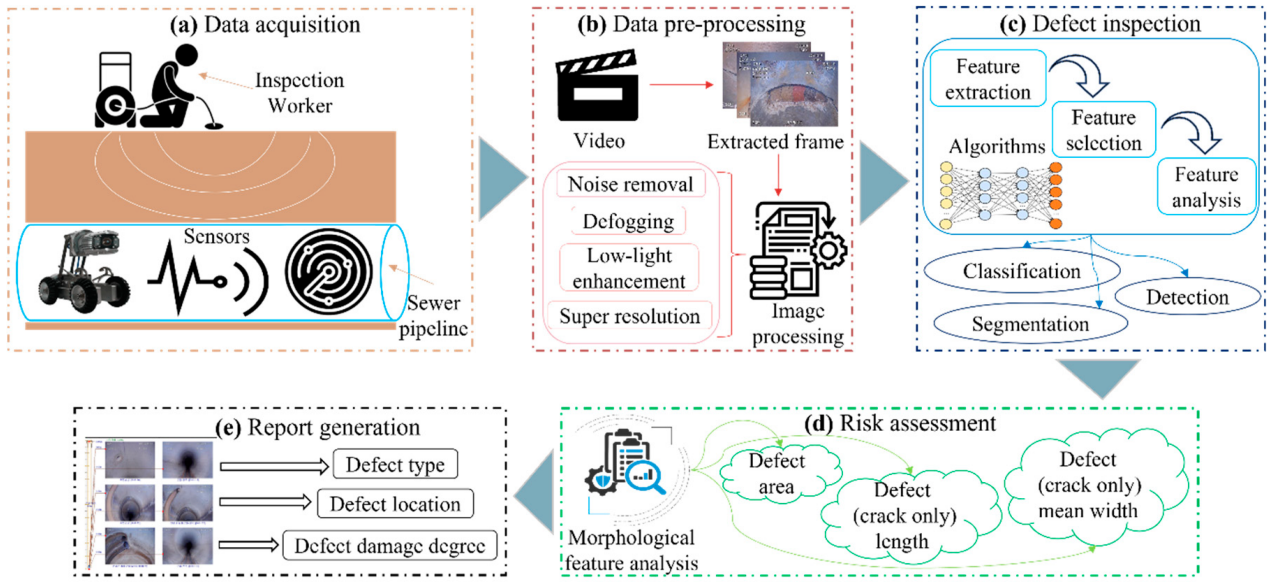 (a) Data acquisition
Inspection
Worker
Sensors
Sewer
pipeline
(b) Data pre-processing
Video
Extracted frame
Noise removal
Defogging
Low-light
enhancement
Super resolution
Image
processing
(c) Defect inspection
Feature
extraction
Feature
selection
Algorithms
Feature
analysis
Classification
Detection
Segmentation
(d) Risk assessment
Morphological
feature analysis
Defect
area
Defect
(crack only)
length
Defect
(crack only)
mean width
(e) Report generation
Defect type
Defect location
Defect damage degree